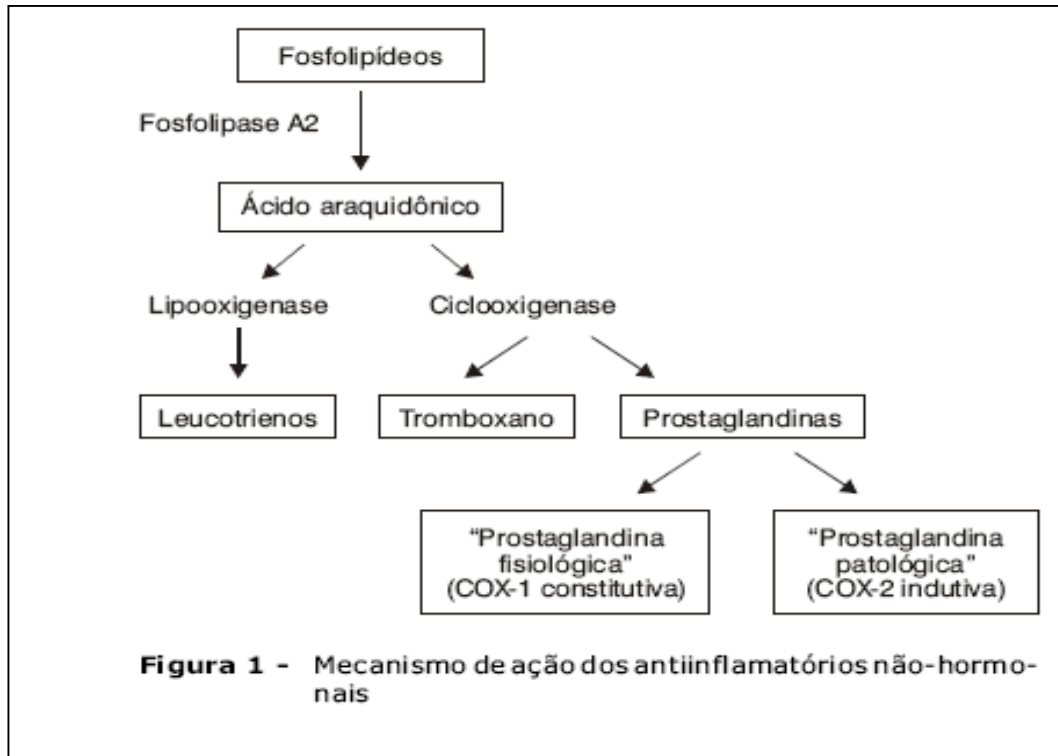 Fosfolipídeos
Fosfolipase A2
Ácido araquidônico
Lipooxigenase
Ciclooxigenase
Leucotrienos
Tromboxano
Prostaglandinas
“Prostaglandina
fisiológica”
(COX-1 constitutiva)
“Prostaglandina
patológica”
(COX-2 indutiva)
Figura 1 - Mecanismo de ação dos antiinflamatórios não-hormo-
nais